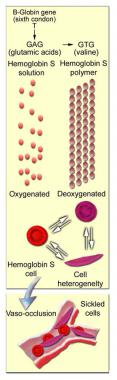 B-Globin gene
(sixth condon)
GAG → GTG
(glutamic acids) (valine)
Hemoglobin S Hemoglobin S
solution polymer
Oxygenated Deoxygenated
Hemoglobin S Cell
cell heterogeneity
Vaso-occlusion Sickled
cells